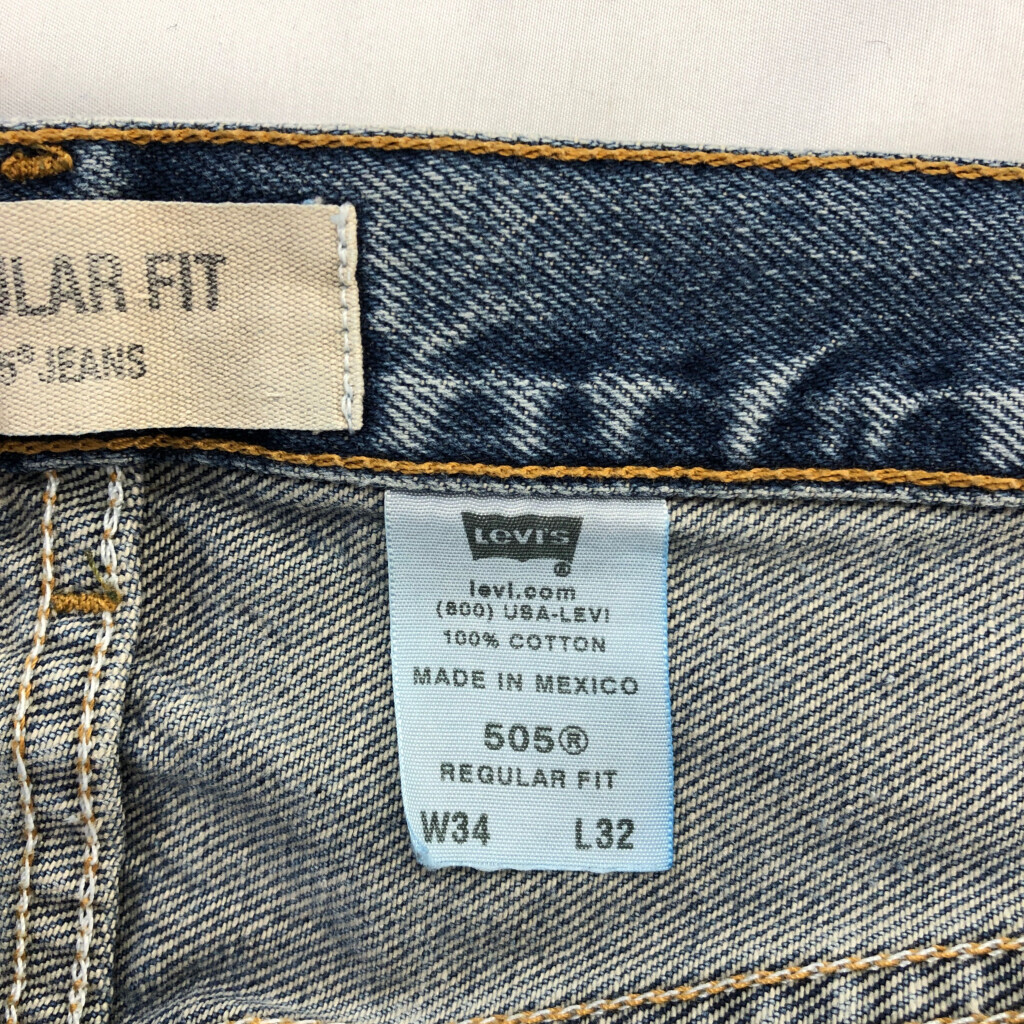 ULAR FIT
5® JEANS
LEVI'S
®
levi.com
(800) USA-LEVI
100% COTTON
MADE IN MEXICO
505®
REGULAR FIT
W34 L32